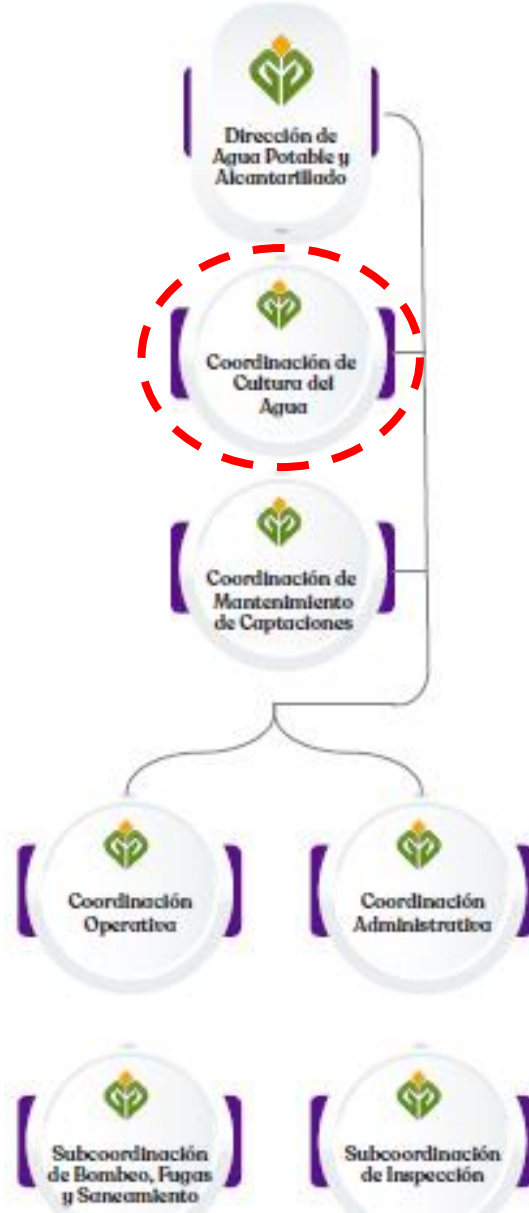 Dirección de
Agua Potable y
Alcantarillado
Coordinación de
Cultura del
Agua
Coordinación de
Mantenimiento
de Captaciones
Coordinación
Operativa
Coordinación
Administrativa
Subcoordinación
de Bombeo, Fugas
y Saneamiento
Subcoordinación
de Inspección